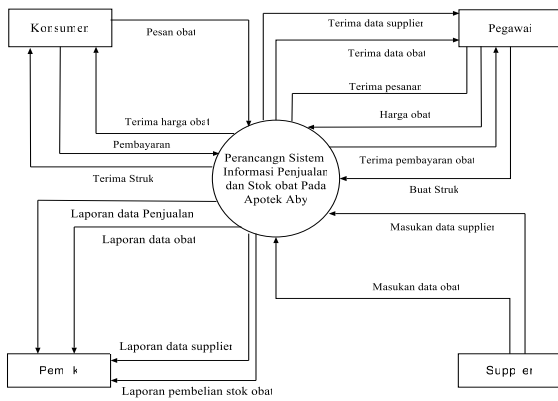 Konsumen
Pesan obat
Terima data supplier
Pegawai
Terima data obat
Terima pesanan
Harga obat
Terima harga obat
Pembayaran
Terima Struk
Perancangn Sistem
Informasi Penjualan
dan Stok obat Pada
Apotek Aby
Terima pembayaran obat
Buat Struk
Laporan data Penjualan
Laporan data obat
Masukan data supplier
Masukan data obat
Laporan data supplier
Pemilik
Supplier
Laporan pembelian stok obat